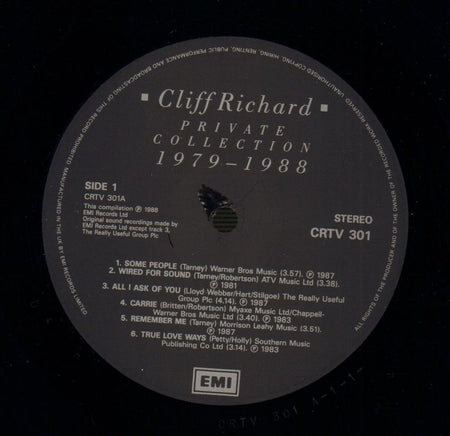 UNAUTHORISED COPYING, HIRING, RENTING, PUBLIC PERFORMANCE AND BROADCASTING OF THIS RECORD PROHIBITED. MANUFACTURED IN THE UK BY EMI RECORDS LIMITED
ALL RIGHTS OF THE PRODUCER AND OF THE OWNER OF THE RECORDED WORK RESERVED
Cliff Richard
PRIVATE
COLLECTION
1979–1988
SIDE 1
CRTV 301A
This compilation ℗ 1988
EMI Records Ltd
Original sound recordings made by
EMI Records Ltd except track 3,
The Really Useful Group Plc
STEREO
CRTV 301
1. SOME PEOPLE (Tarney) Warner Bros Music (3.57). ℗ 1987
2. WIRED FOR SOUND (Tarney/Robertson) ATV Music Ltd (3.38).
℗ 1981
3. ALL I ASK OF YOU (Lloyd-Webber/Hart/Stilgoe) The Really Useful
Group Plc (4.14). ℗ 1987
4. CARRIE (Britten/Robertson) Myaxe Music Ltd/Chappell-
Warner Bros Music Ltd (3.40). ℗ 1983
5. REMEMBER ME (Tarney) Morrison Leahy Music (3.51).
℗ 1987
6. TRUE LOVE WAYS (Petty/Holly) Southern Music
Publishing Co Ltd (3.14). ℗ 1983
EMI
CRTV 301 A-1-1-